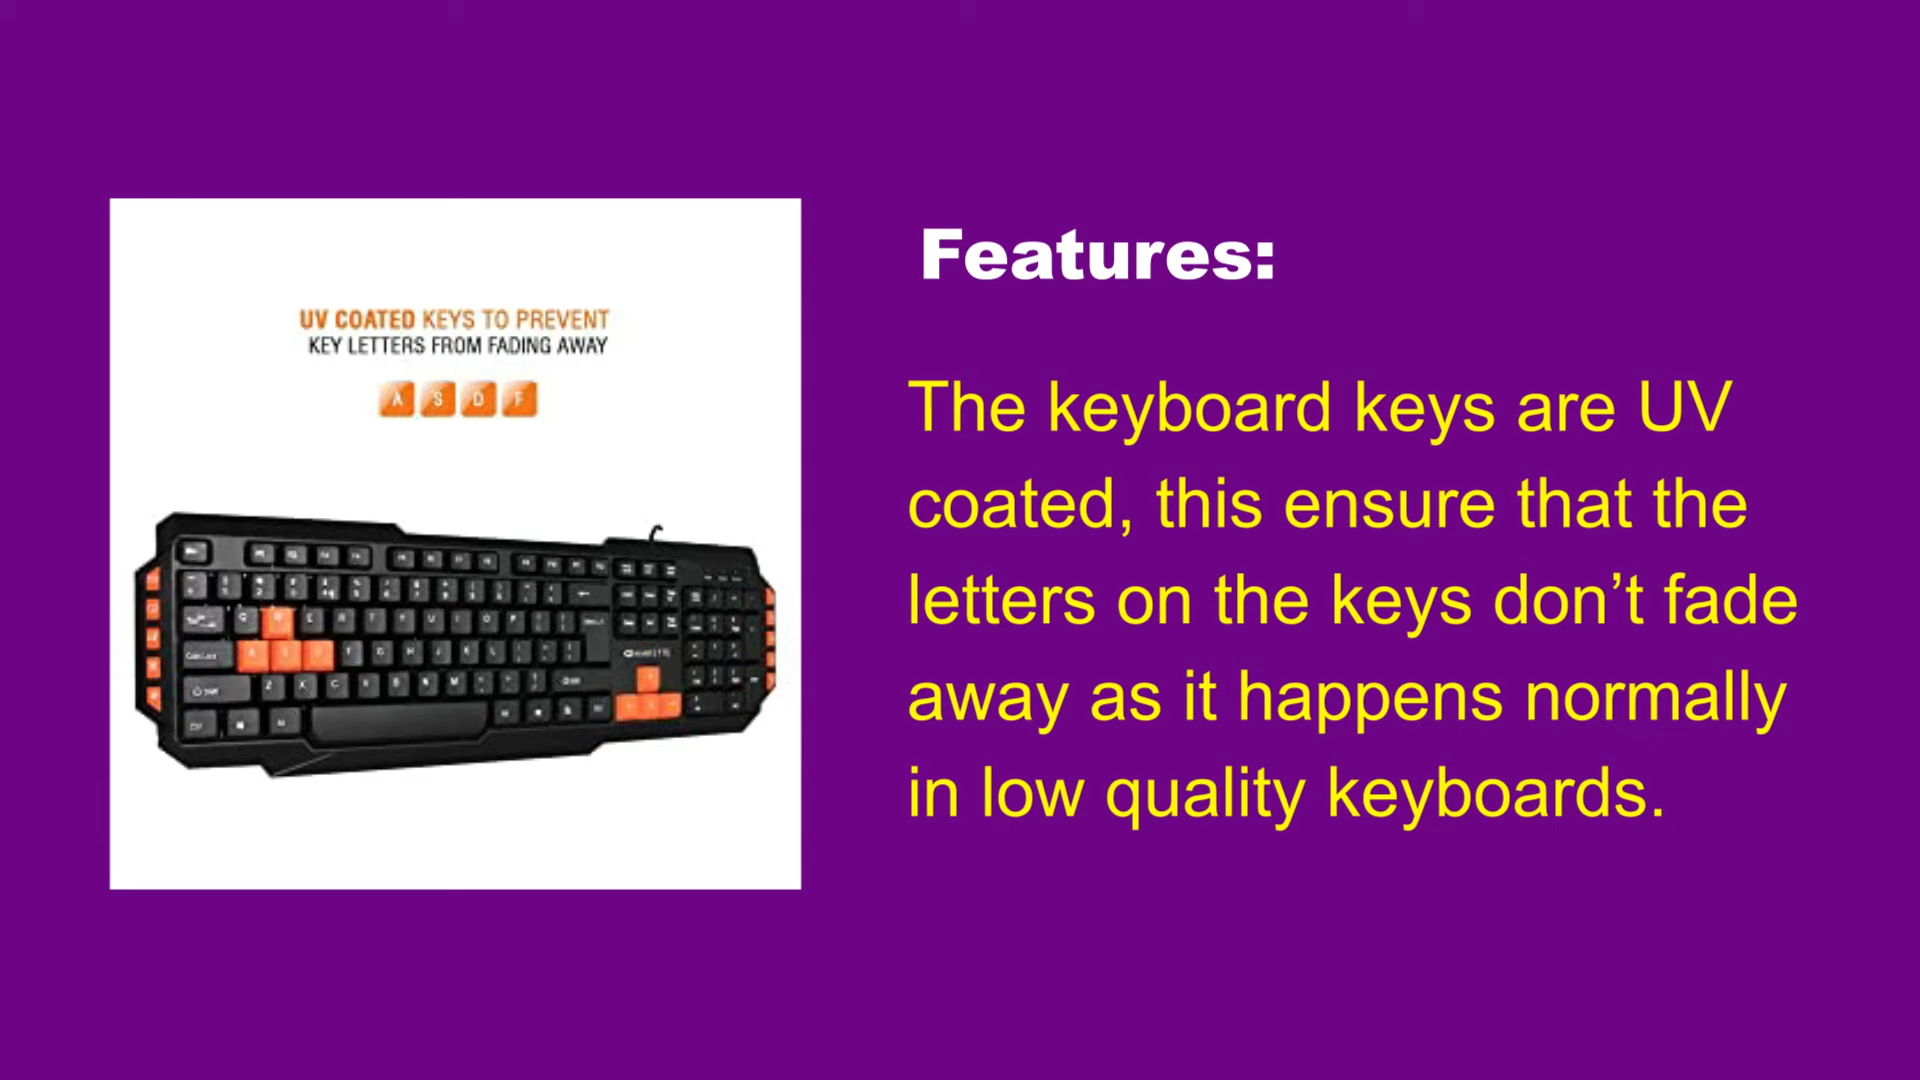 UV COATED KEYS TO PREVENT
KEY LETTERS FROM FADING AWAY
A S D F
Features:
The keyboard keys are UV
coated, this ensure that the
letters on the keys don’t fade
away as it happens normally
in low quality keyboards.